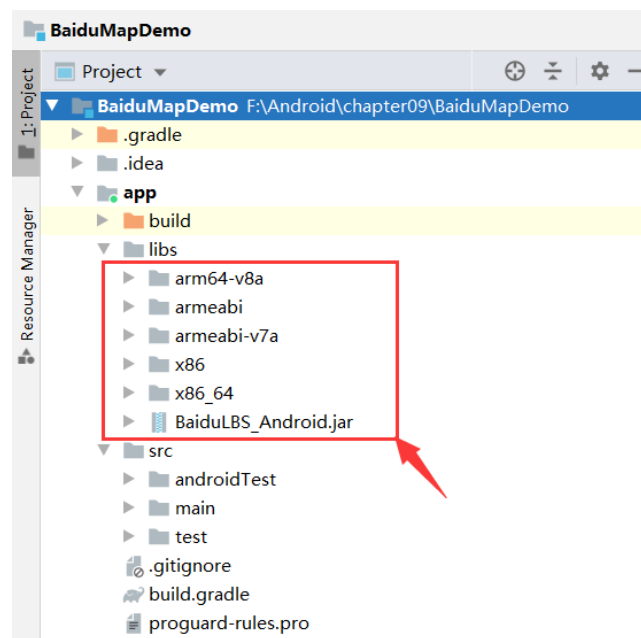 BaiduMapDemo
1: Project
Project
BaiduMapDemo F:\Android\chapter09\BaiduMapDemo
.gradle
.idea
app
build
Resource Manager
libs
arm64-v8a
armeabi
armeabi-v7a
x86
x86_64
BaiduLBS_Android.jar
src
androidTest
main
test
.gitignore
build.gradle
proguard-rules.pro